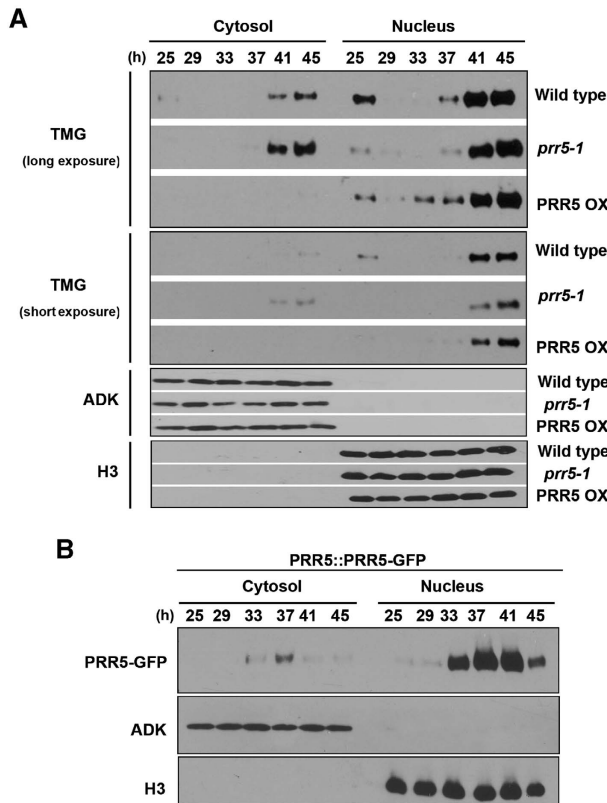 A
Cytosol Nucleus
(h) 25 29 33 37 41 45 25 29 33 37 41 45
Wild type
TMG
(long exposure)
prr5-1
PRR5 OX
Wild type
TMG
(short exposure)
prr5-1
PRR5 OX
Wild type
ADK
prr5-1
PRR5 OX
Wild type
H3
prr5-1
PRR5 OX
B
PRR5::PRR5-GFP
Cytosol Nucleus
(h) 25 29 33 37 41 45 25 29 33 37 41 45
PRR5-GFP
ADK
H3